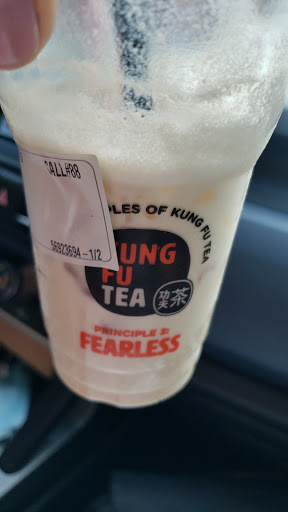 CALL#88
56923694-1/2
PLES OF KUNG FU TEA
KUNG
FU
TEA
功夫茶
PRINCIPLE 2:
FEARLESS